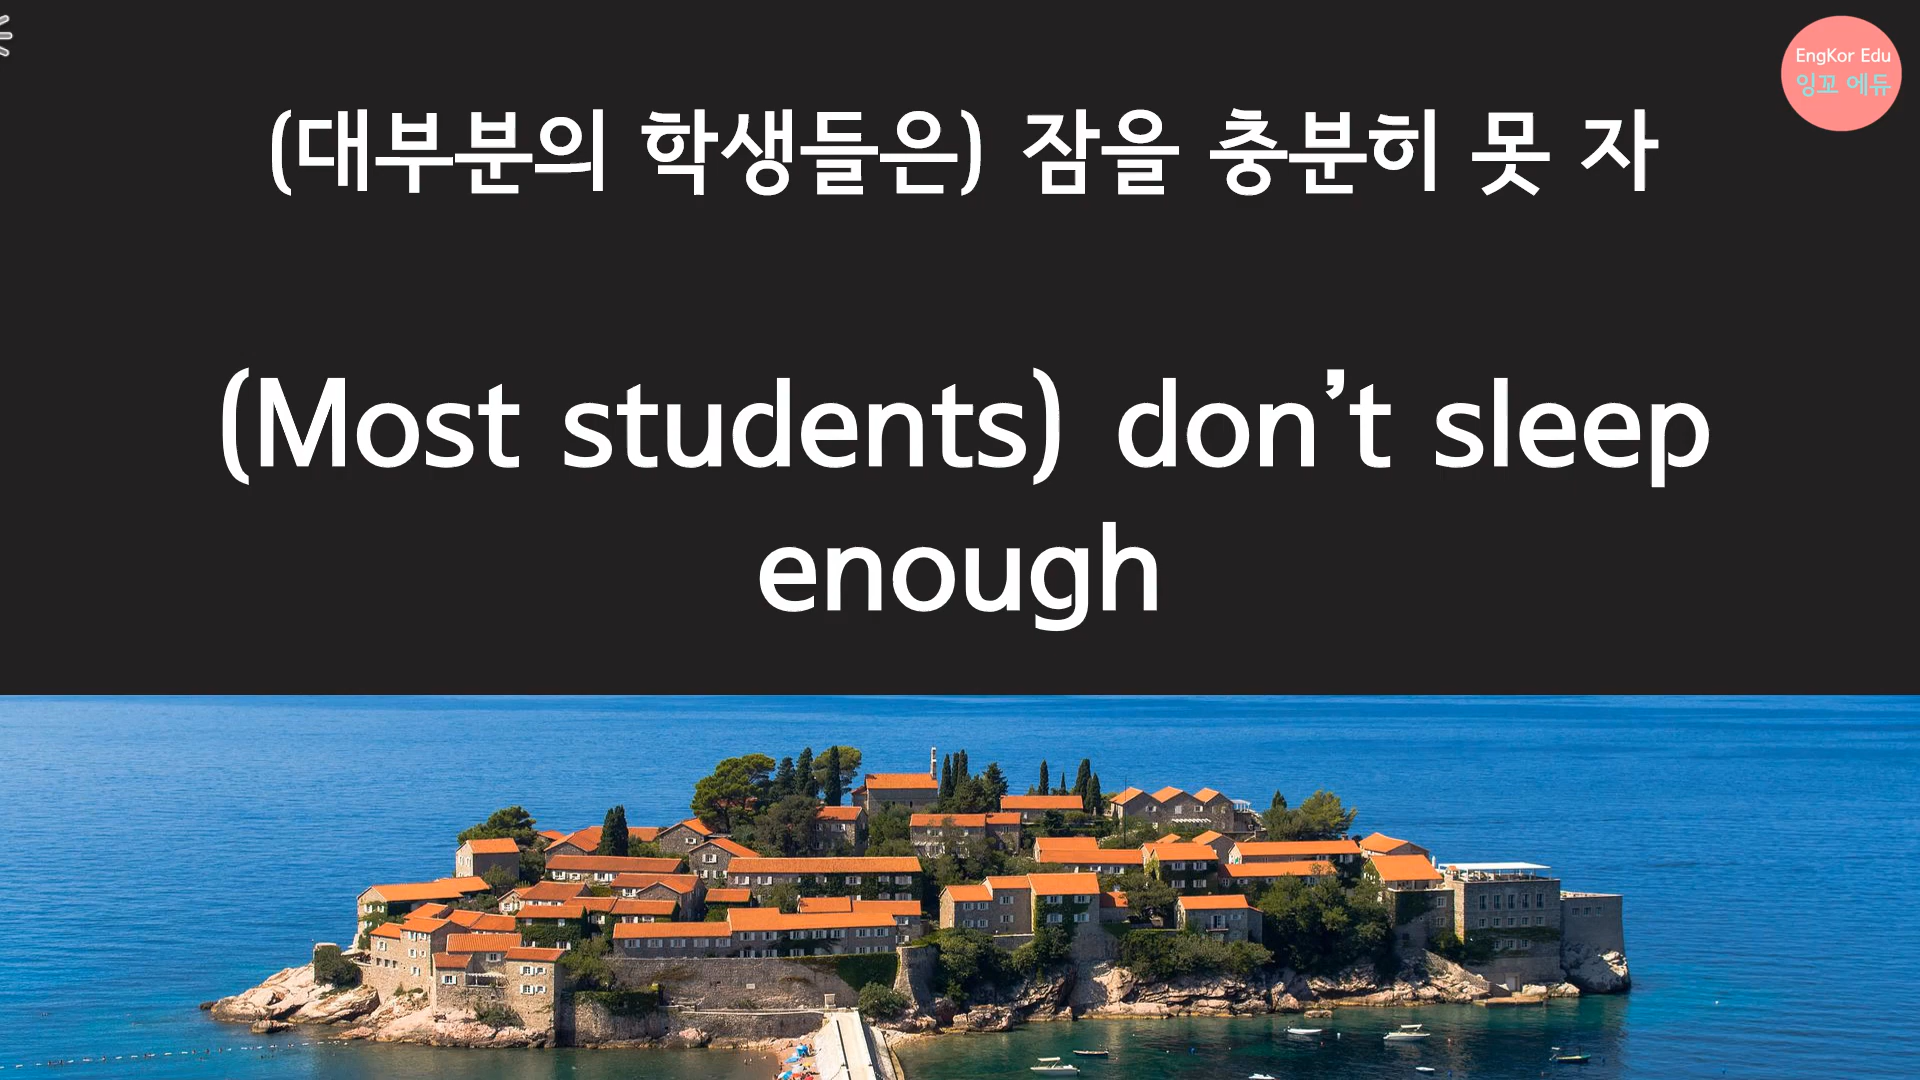 EngKor Edu
잉꼬 에듀
(대부분의 학생들은) 잠을 충분히 못 자
(Most students) don’t sleep
enough